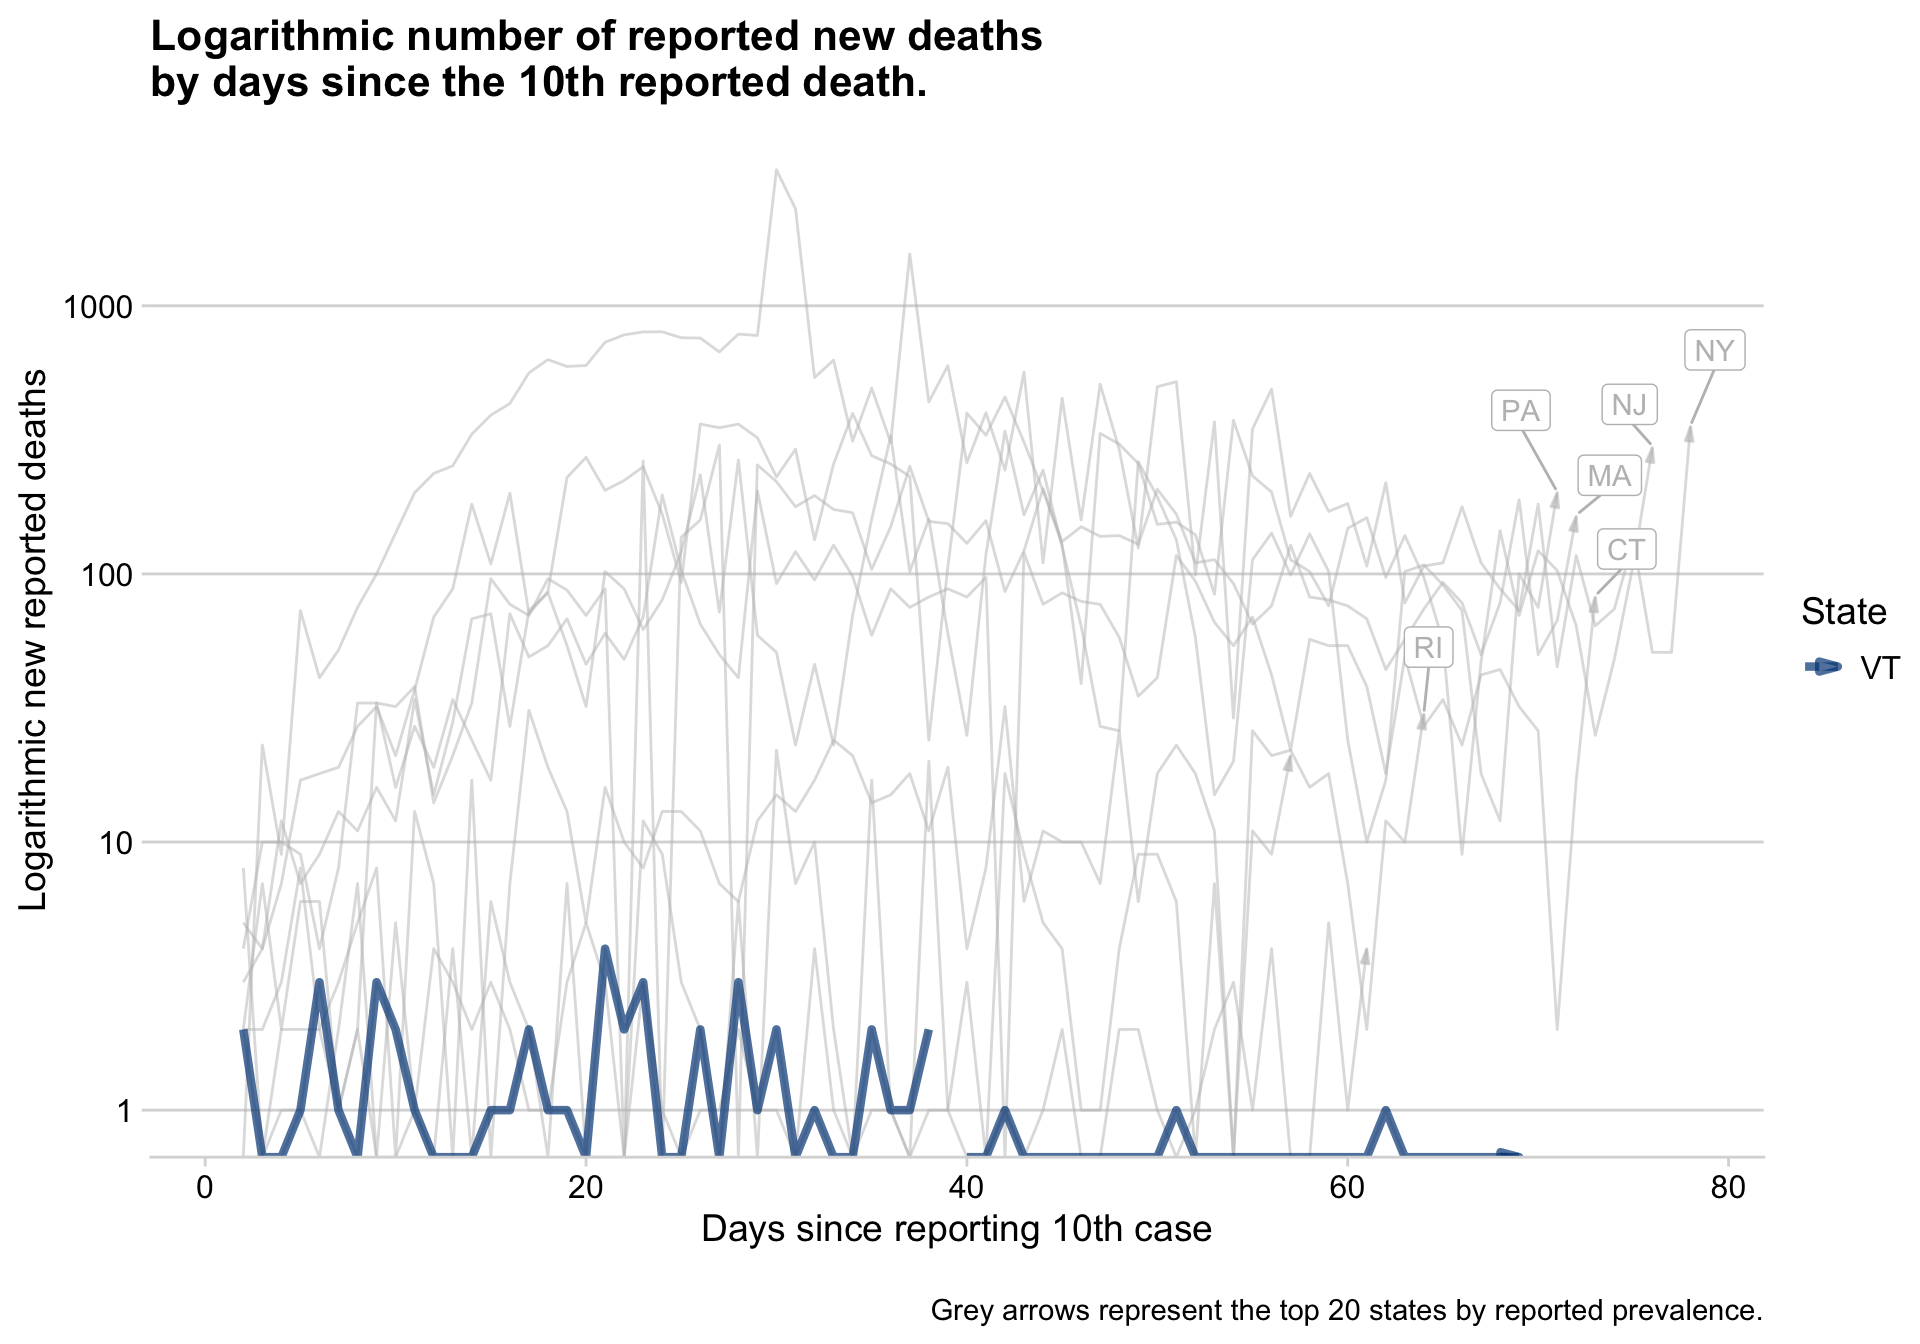 Logarithmic number of reported new deaths
by days since the 10th reported death.
Logarithmic new reported deaths
1000
100
10
1
NY
NJ
PA
MA
CT
RI
State
VT
0
20
40
60
80
Days since reporting 10th case
Grey arrows represent the top 20 states by reported prevalence.